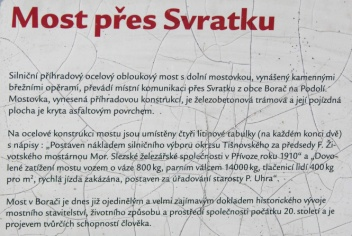 Most přes Svratku
Silniční příhradový ocelový obloukový most s dolní mostovkou, vynášený kamennými
břežními opěrami, převádí místní komunikaci přes Svratku z obce Borač na Podolí.
Mostovka, vynesená příhradovou konstrukcí, je železobetonová trámová a její pojízdná
plocha je kryta asfaltovým povrchem.
Na ocelové konstrukci mostu jsou umístěny čtyři litinové tabulky (na každém konci dvě)
s nápisy : „Postaven nákladem silničního výboru okresu Tišnovského za předsedy F. Ži-
votského mostárnou Mor. Slezské železářské společnosti v Přívoze roku 1910“ a „Dovo-
lené zatížení mostu vozem o váze 800 kg, parním válcem 14000 kg, tlačenicí lidí 400 kg
pro m², rychlá jízda zakázána, postaven za úřadování starosty P. Uhra“.
Most v Borači je dnes již ojedinělým a velmi zajímavým dokladem historického vývoje
mostního stavitelství, životního způsobu a prostředí společnosti počátku 20. století a je
projevem tvůrčích schopností člověka.